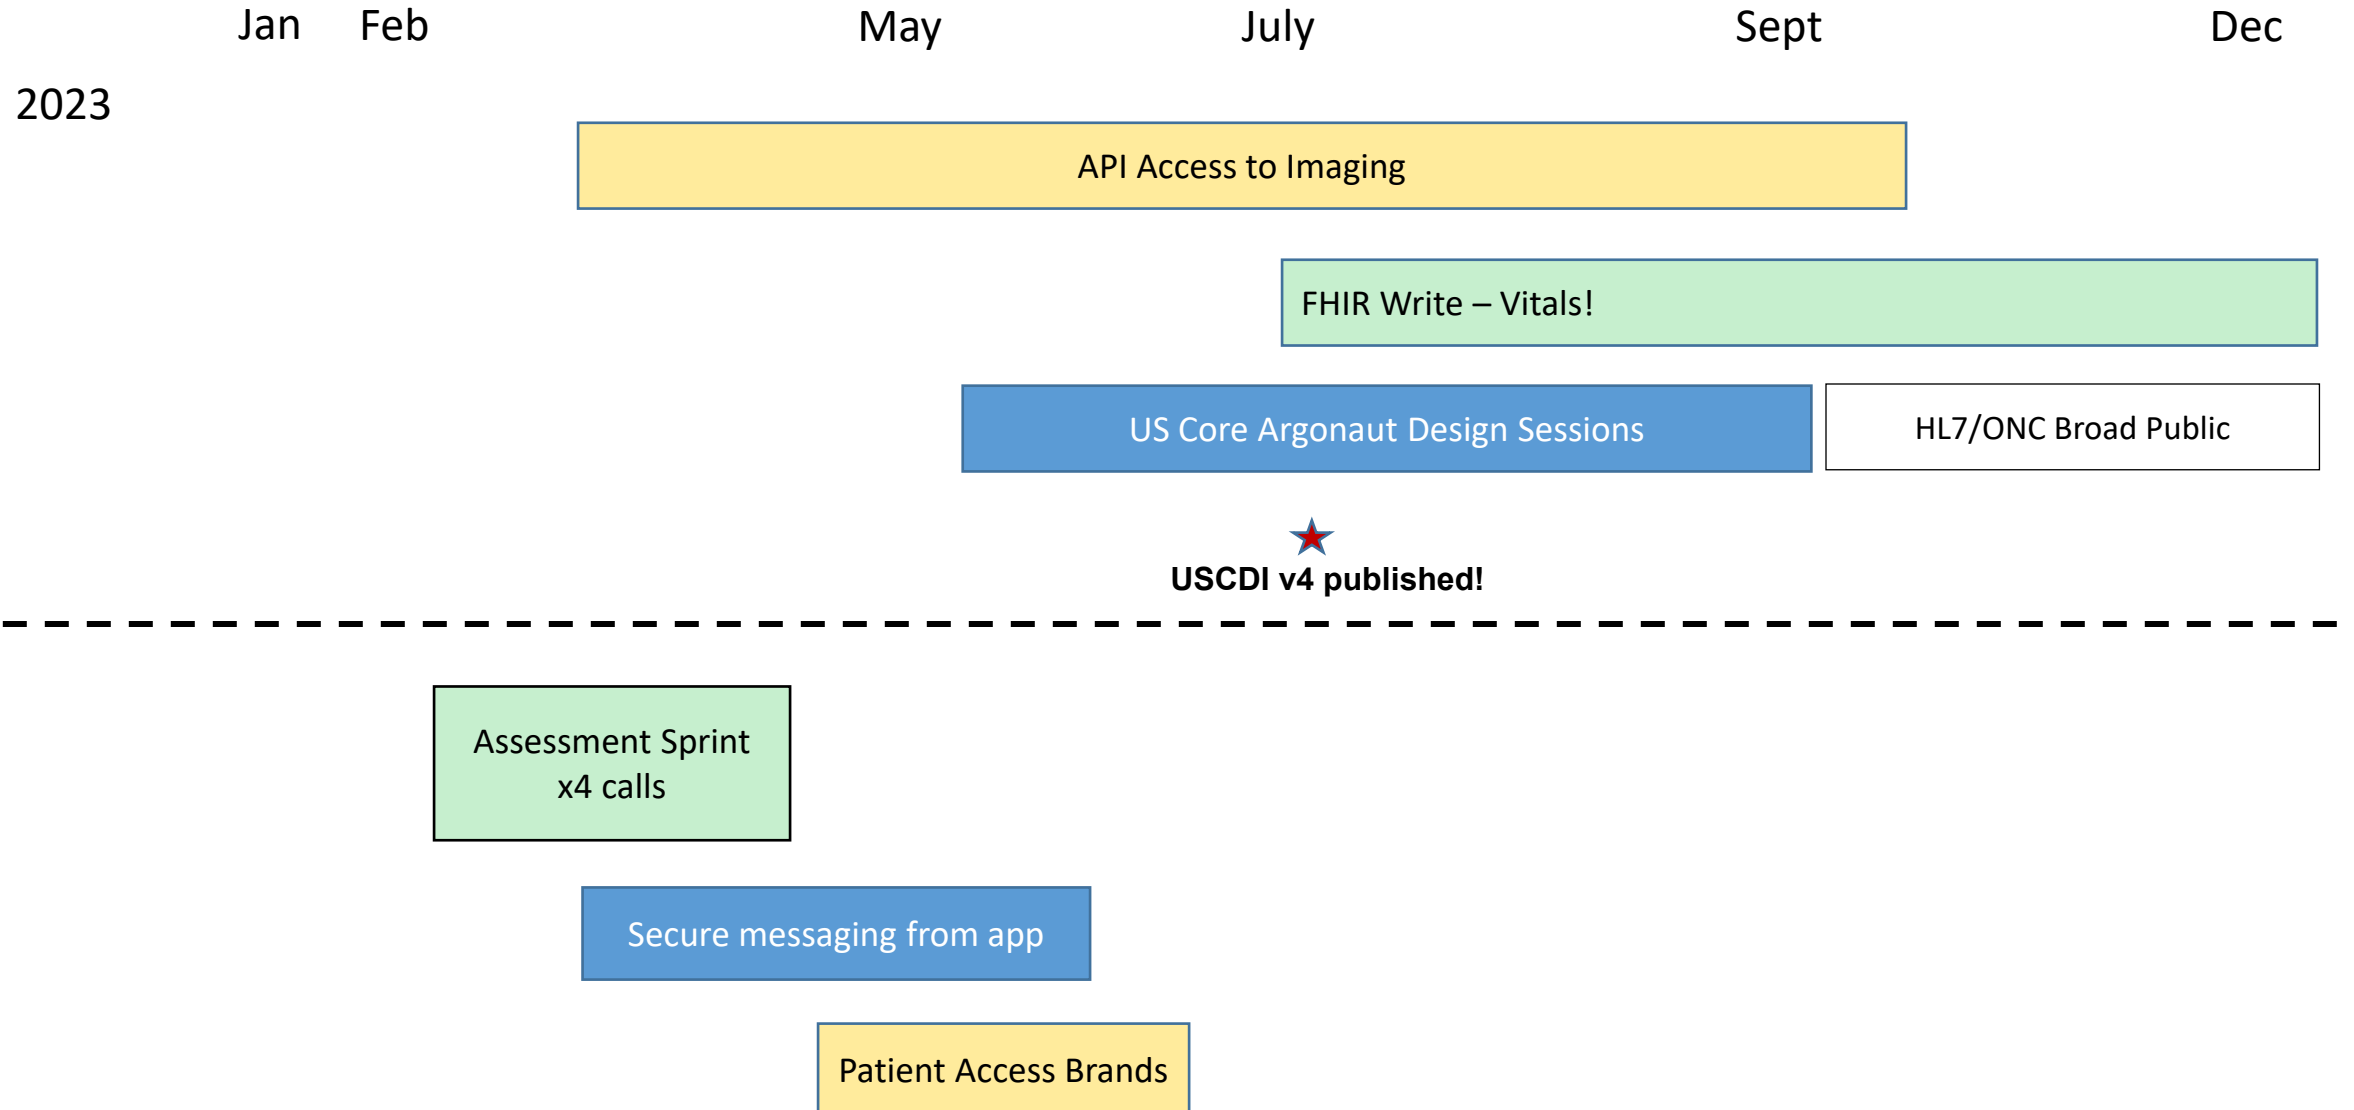 Jan Feb May July Sept Dec
2023
API Access to Imaging
FHIR Write – Vitals!
US Core Argonaut Design Sessions
HL7/ONC Broad Public
USCDI v4 published!
Assessment Sprint
x4 calls
Secure messaging from app
Patient Access Brands